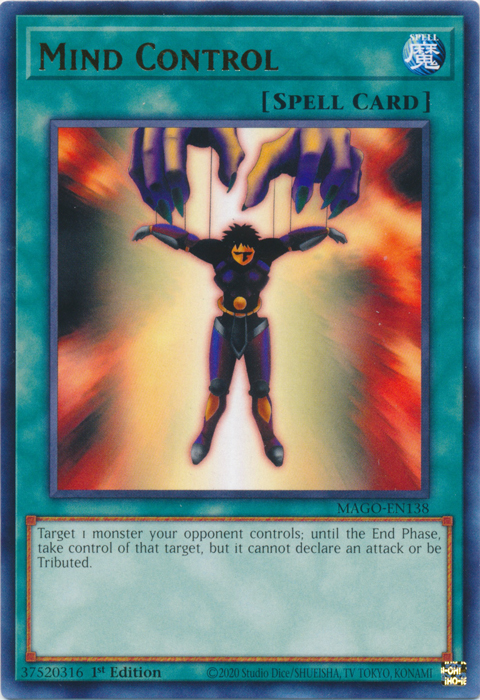 MIND CONTROL
SPELL
魔
[SPELL CARD]
MAGO-EN138
Target 1 monster your opponent controls; until the End Phase,
take control of that target, but it cannot declare an attack or be
Tributed.
37520316 1st Edition ©2020 Studio Dice/SHUEISHA, TV TOKYO, KONAMI